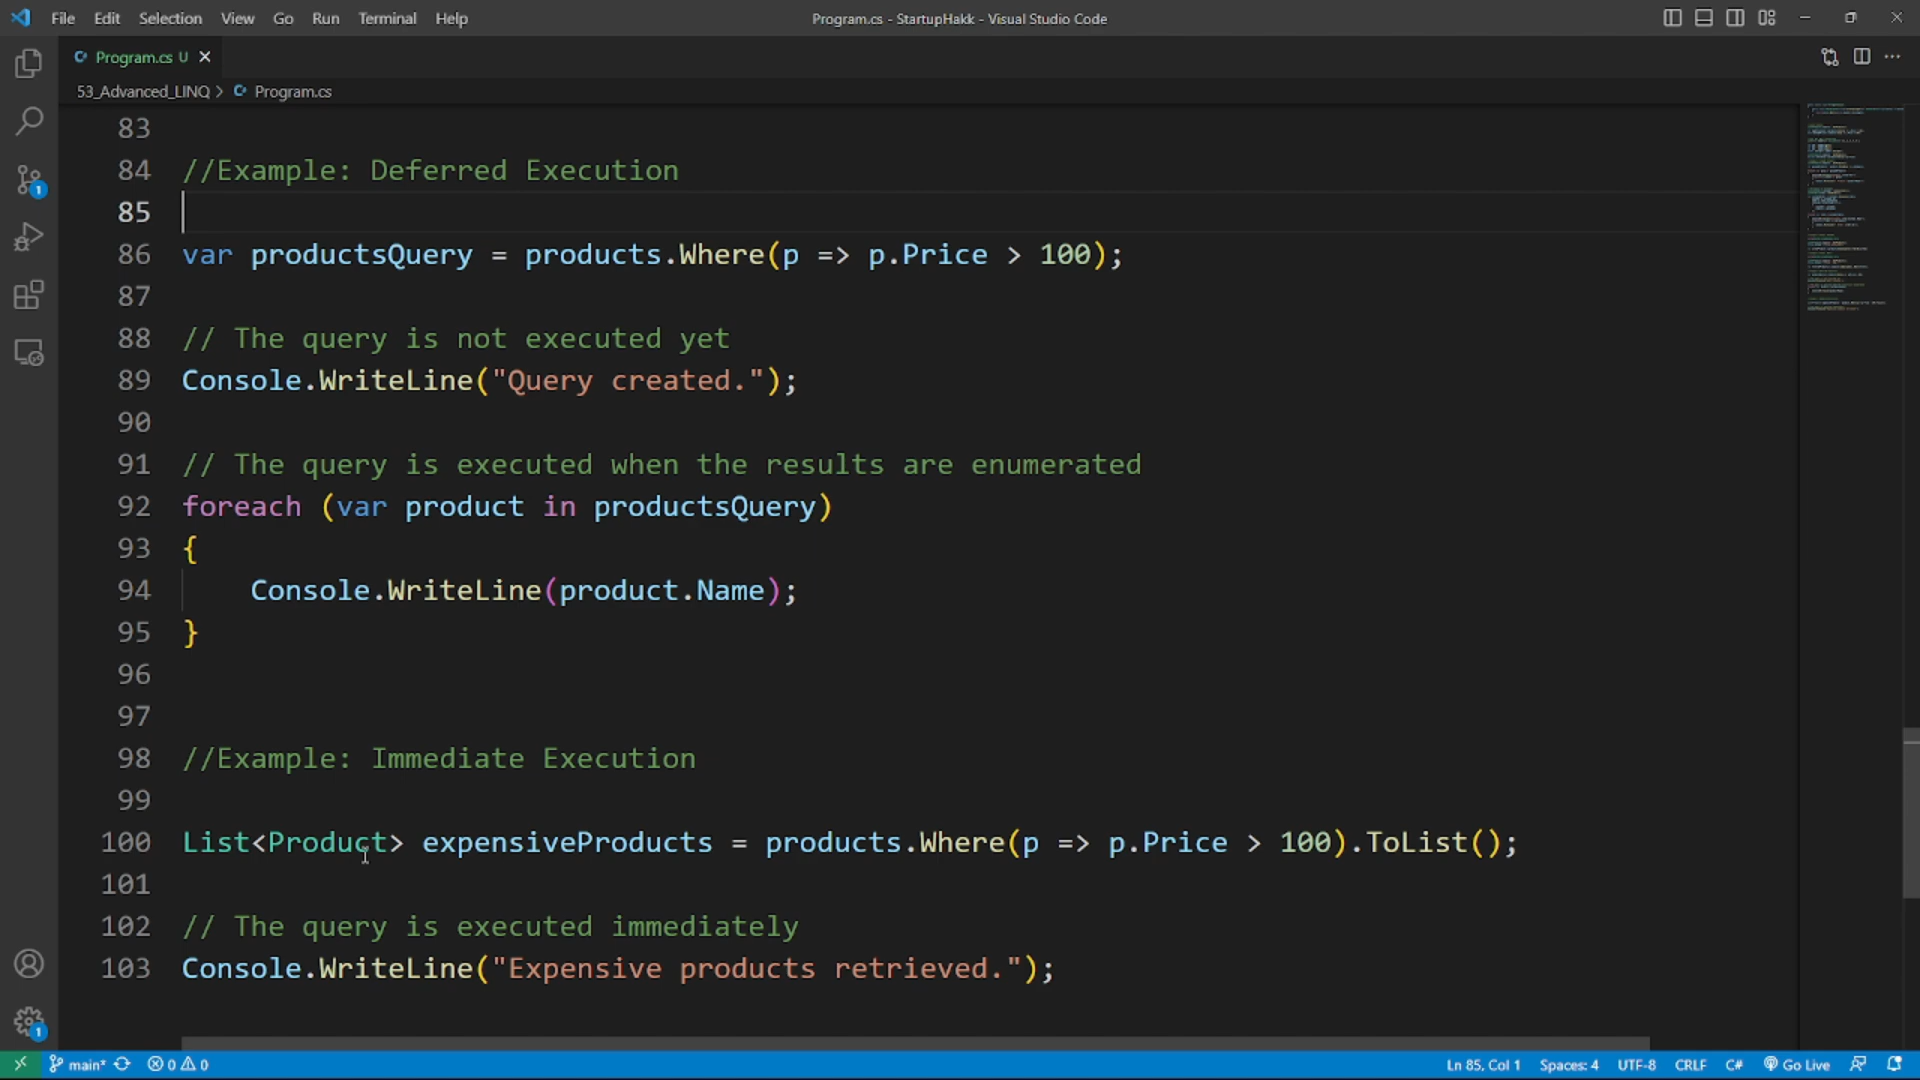 File Edit Selection View Go Run Terminal Help Program.cs - StartupHakk - Visual Studio Code
Program.cs U
53_Advanced_LINQ > Program.cs
83
84 //Example: Deferred Execution
85
86 var productsQuery = products.Where(p => p.Price > 100);
87
88 // The query is not executed yet
89 Console.WriteLine("Query created.");
90
91 // The query is executed when the results are enumerated
92 foreach (var product in productsQuery)
93 {
94 Console.WriteLine(product.Name);
95 }
96
97
98 //Example: Immediate Execution
99
100 List<Product> expensiveProducts = products.Where(p => p.Price > 100).ToList();
101
102 // The query is executed immediately
103 Console.WriteLine("Expensive products retrieved.");
1
1
main* 0 0 Ln 85, Col 1 Spaces: 4 UTF-8 CRLF C# Go Live